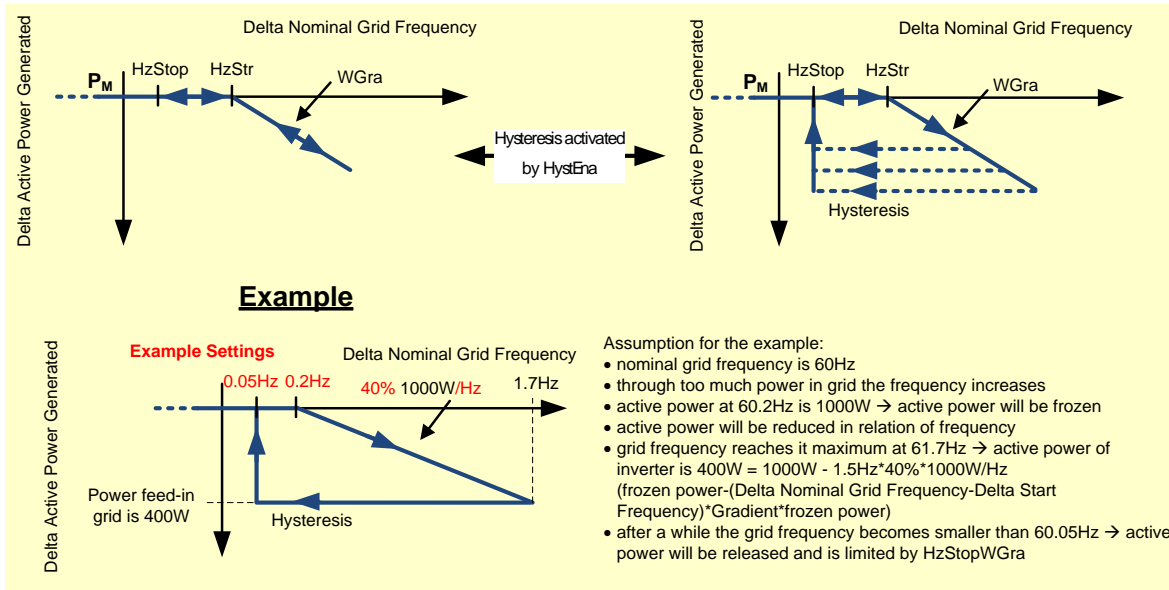 Delta Nominal Grid Frequency
Delta Active Power Generated
PM
HzStop
HzStr
WGra
Hysteresis activated
by HystEna
Delta Nominal Grid Frequency
Delta Active Power Generated
PM
HzStop
HzStr
WGra
Hysteresis
Example
Example Settings
Delta Nominal Grid Frequency
Delta Active Power Generated
0.05Hz
0.2Hz
40% 1000W/Hz
1.7Hz
Power feed-in
grid is 400W
Hysteresis
Assumption for the example:
• nominal grid frequency is 60Hz
• through too much power in grid the frequency increases
• active power at 60.2Hz is 1000W → active power will be frozen
• active power will be reduced in relation of frequency
• grid frequency reaches it maximum at 61.7Hz → active power of
inverter is 400W = 1000W - 1.5Hz*40%*1000W/Hz
(frozen power-(Delta Nominal Grid Frequency-Delta Start
Frequency)*Gradient*frozen power)
• after a while the grid frequency becomes smaller than 60.05Hz → active
power will be released and is limited by HzStopWGra